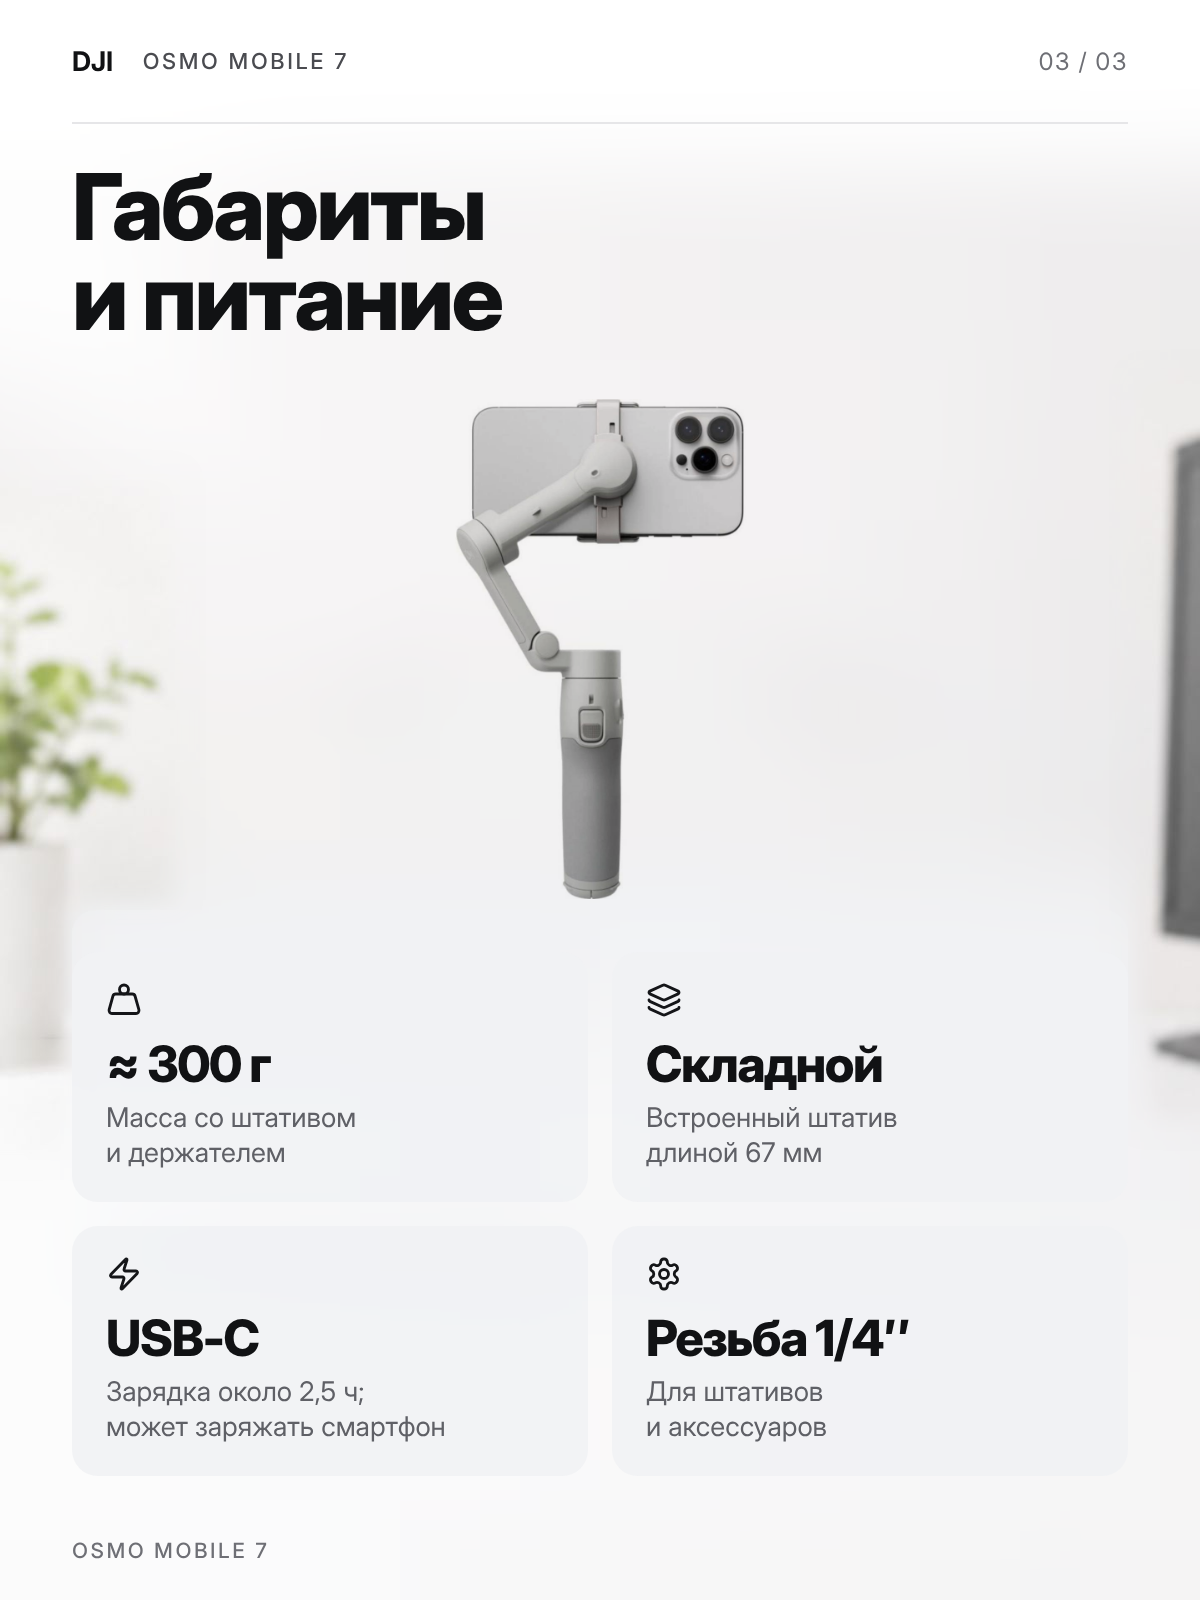 DJI OSMO MOBILE 7
03 / 03
Габариты
и питание
≈ 300 г
Масса со штативом
и держателем
Складной
Встроенный штатив
длиной 67 мм
USB-C
Зарядка около 2,5 ч;
может заряжать смартфон
Резьба 1/4″
Для штативов
и аксессуаров
OSMO MOBILE 7